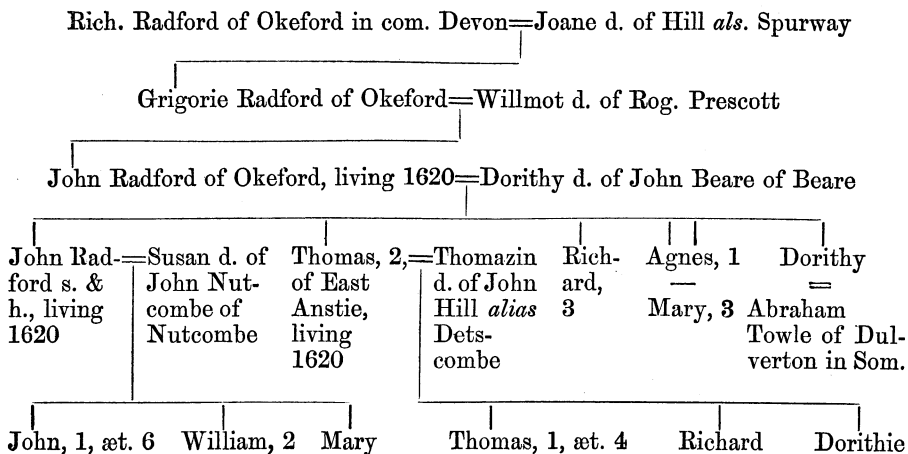 Rich. Radford of Okeford in com. Devon=Joane d. of Hill als. Spurway
Grigorie Radford of Okeford=Willmot d. of Rog. Prescott
John Radford of Okeford, living 1620=Dorithy d. of John Beare of Beare
John Rad-
ford s. &
h., living
1620
=Susan d. of
John Nut-
combe of
Nutcombe
Thomas, 2,
of East
Anstie,
living
1620
=Thomazin
d. of John
Hill alias
Dets-
combe
Rich-
ard,
3
Agnes, 1
—
Mary, 3
Dorithy
=
Abraham
Towle of Dul-
verton in Som.
John, 1, æt. 6 William, 2 Mary
Thomas, 1, æt. 4 Richard Dorithie